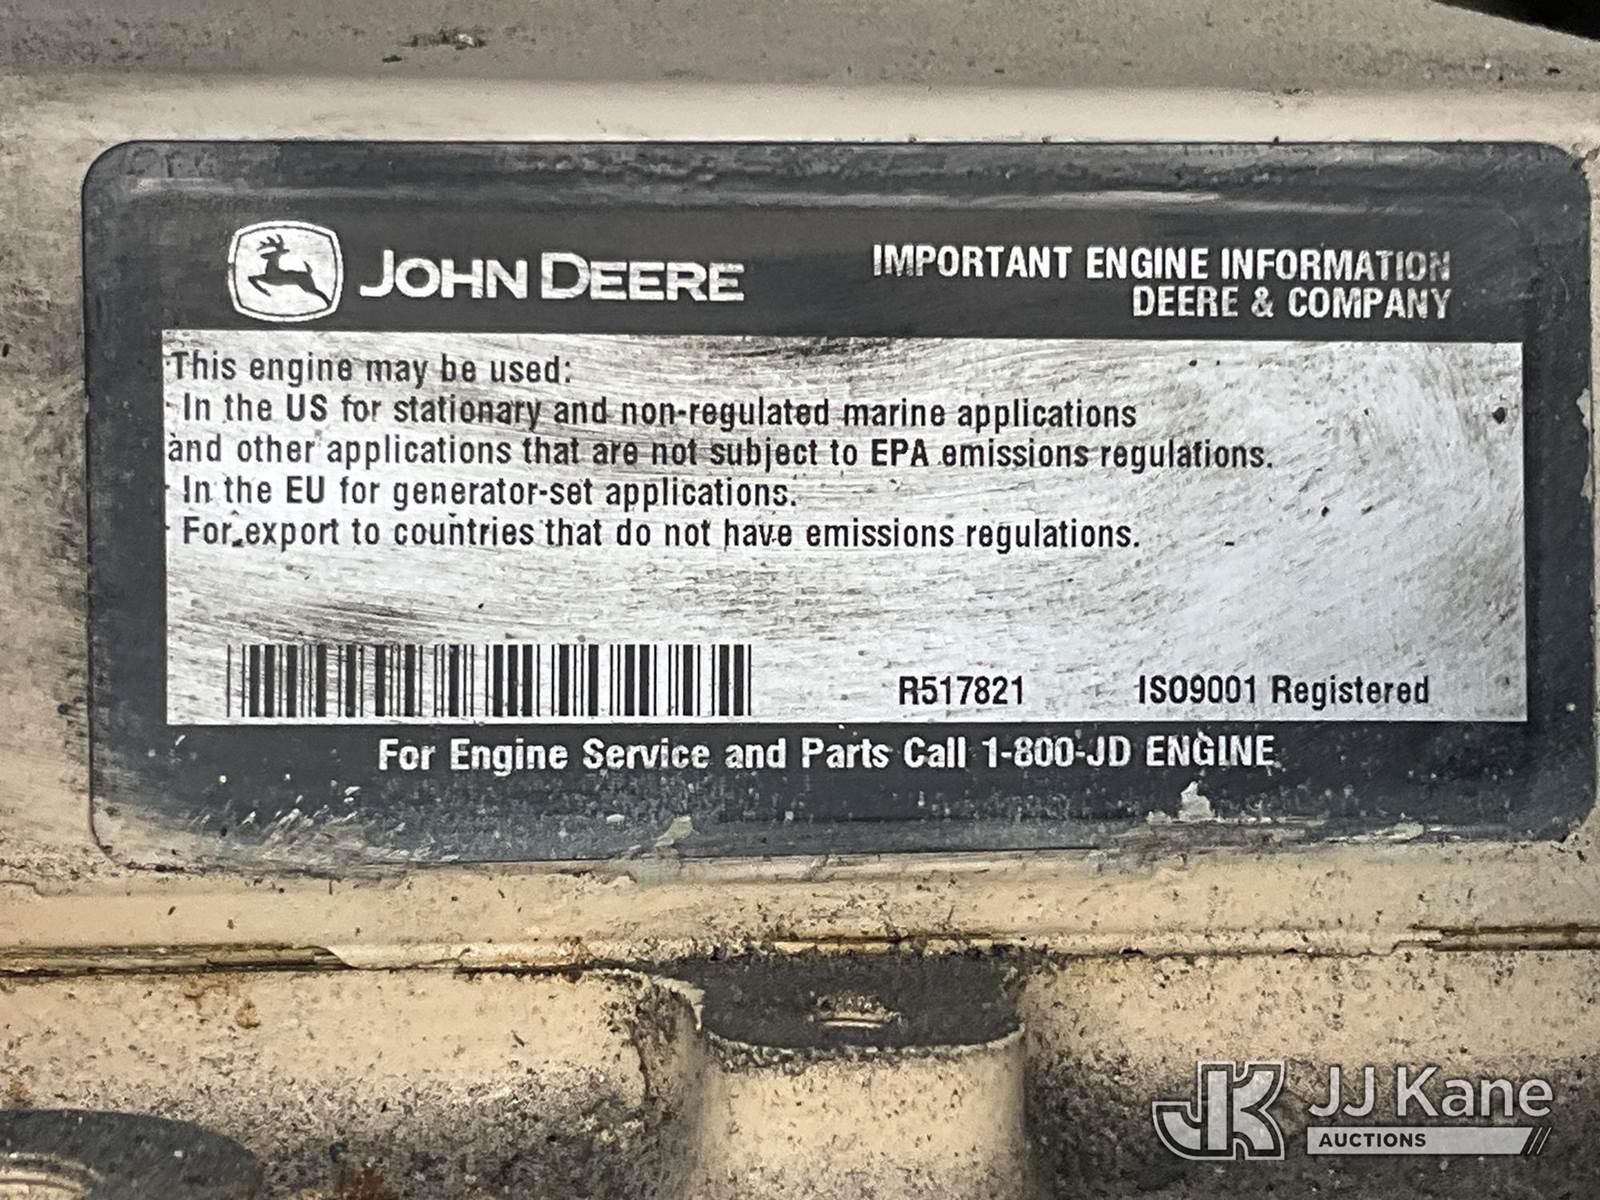 JOHN DEERE
IMPORTANT ENGINE INFORMATION
DEERE & COMPANY
This engine may be used:
· In the US for stationary and non-regulated marine applications
and other applications that are not subject to EPA emissions regulations.
· In the EU for generator-set applications.
· For export to countries that do not have emissions regulations.
R517821
ISO9001 Registered
For Engine Service and Parts Call 1-800-JD ENGINE
JK JJ Kane
AUCTIONS